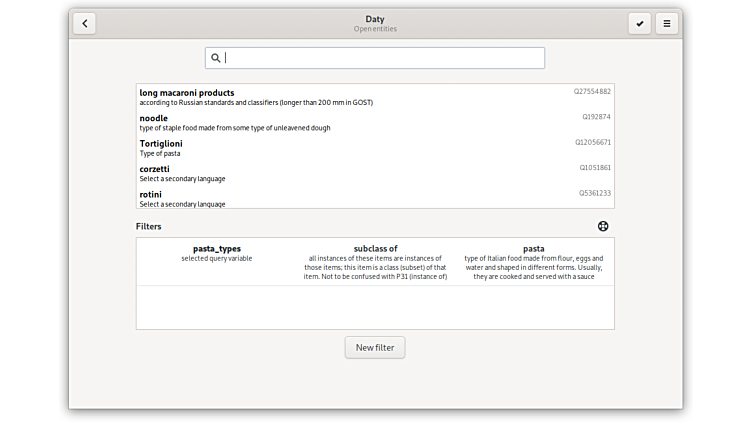 Daty
Open entities
long macaroni products Q27554882
according to Russian standards and classifiers (longer than 200 mm in GOST)
noodle Q192874
type of staple food made from some type of unleavened dough
Tortiglioni Q12056671
Type of pasta
corzetti Q1051861
Select a secondary language
rotini Q5361233
Select a secondary language
Filters
pasta_types
selected query variable
subclass of
all instances of these items are instances of
those items; this item is a class (subset) of that
item. Not to be confused with P31 (instance of)
pasta
type of Italian food made from flour, eggs and
water and shaped in different forms. Usually,
they are cooked and served with a sauce
New filter